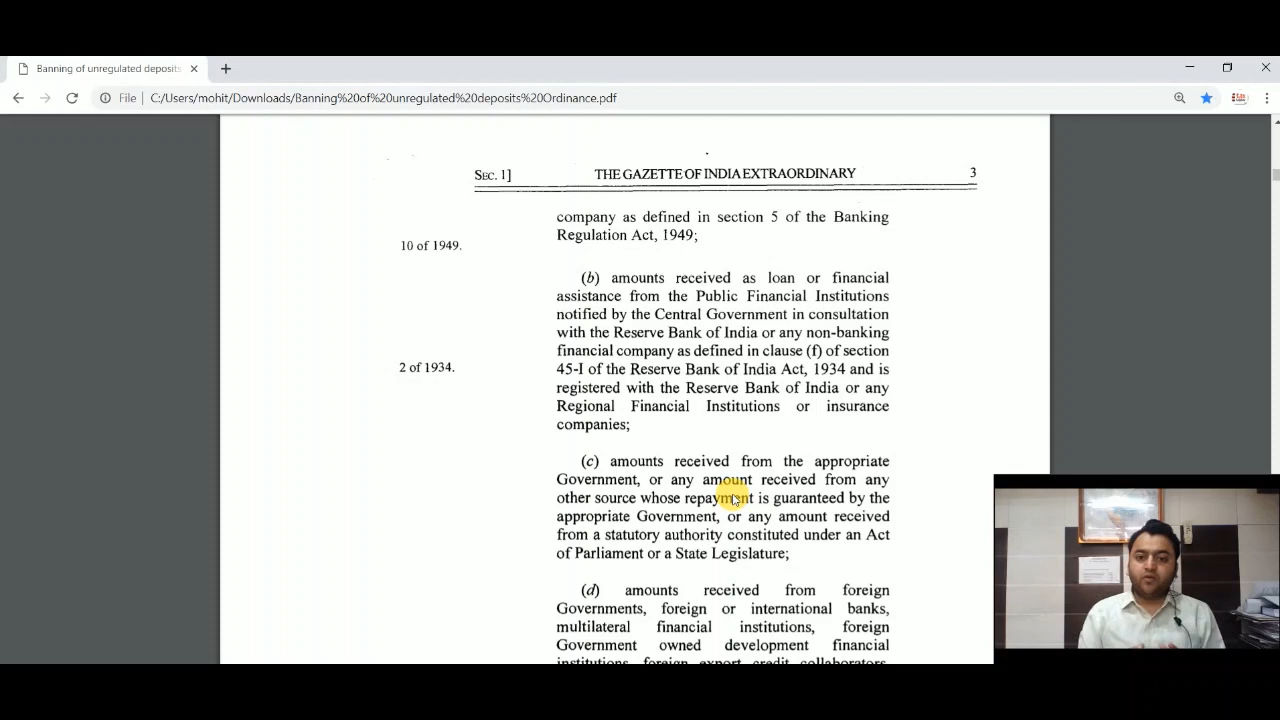 Banning of unregulated deposits
File C:/Users/mohit/Downloads/Banning%20of%20unregulated%20deposits%20Ordinance.pdf
SEC. 1] THE GAZETTE OF INDIA EXTRAORDINARY 3
company as defined in section 5 of the Banking
Regulation Act, 1949;
10 of 1949.
(b) amounts received as loan or financial
assistance from the Public Financial Institutions
notified by the Central Government in consultation
with the Reserve Bank of India or any non-banking
financial company as defined in clause (f) of section
2 of 1934.
45-I of the Reserve Bank of India Act, 1934 and is
registered with the Reserve Bank of India or any
Regional Financial Institutions or insurance
companies;
(c) amounts received from the appropriate
Government, or any amount received from any
other source whose repayment is guaranteed by the
appropriate Government, or any amount received
from a statutory authority constituted under an Act
of Parliament or a State Legislature;
(d) amounts received from foreign
Governments, foreign or international banks,
multilateral financial institutions, foreign
Government owned development financial
institutions, foreign export credit collaborators,